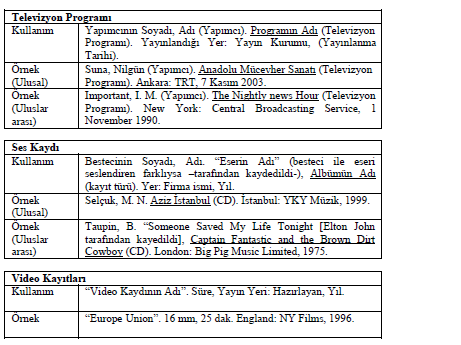 Televizyon Programı
Kullanım Yapımcının Soyadı, Adı (Yapımcı). Programın Adı (Televizyon
Programı). Yayınlandığı Yer: Yayın Kurumu, (Yayınlanma
Tarihi).
Örnek Suna, Nilgün (Yapımcı). Anadolu Mücevher Sanatı (Televizyon
(Ulusal) Programı). Ankara: TRT, 7 Kasım 2003.
Örnek Important, I. M. (Yapımcı). The Nightly news Hour (Televizyon
(Uluslar Programı). New York: Central Broadcasting Service, 1
arası) November 1990.
Ses Kaydı
Kullanım Bestecinin Soyadı, Adı. “Eserin Adı” (besteci ile eseri
seslendiren farklıysa –tarafından kaydedildi-), Albümün Adı
(kayıt türü). Yer: Firma ismi, Yıl.
Örnek Selçuk, M. N. Aziz İstanbul (CD). İstanbul: YKY Müzik, 1999.
(Ulusal)
Örnek Taupin, B. “Someone Saved My Life Tonight [Elton John
(Uluslar tarafından kayedildi], Captain Fantastic and the Brown Dirt
arası) Cowboy (CD). London: Big Pig Music Limited, 1975.
Video Kayıtları
Kullanım “Video Kaydının Adı”. Süre, Yayın Yeri: Hazırlayan, Yıl.
Örnek “Europe Union”. 16 mm, 25 dak. England: NY Films, 1996.